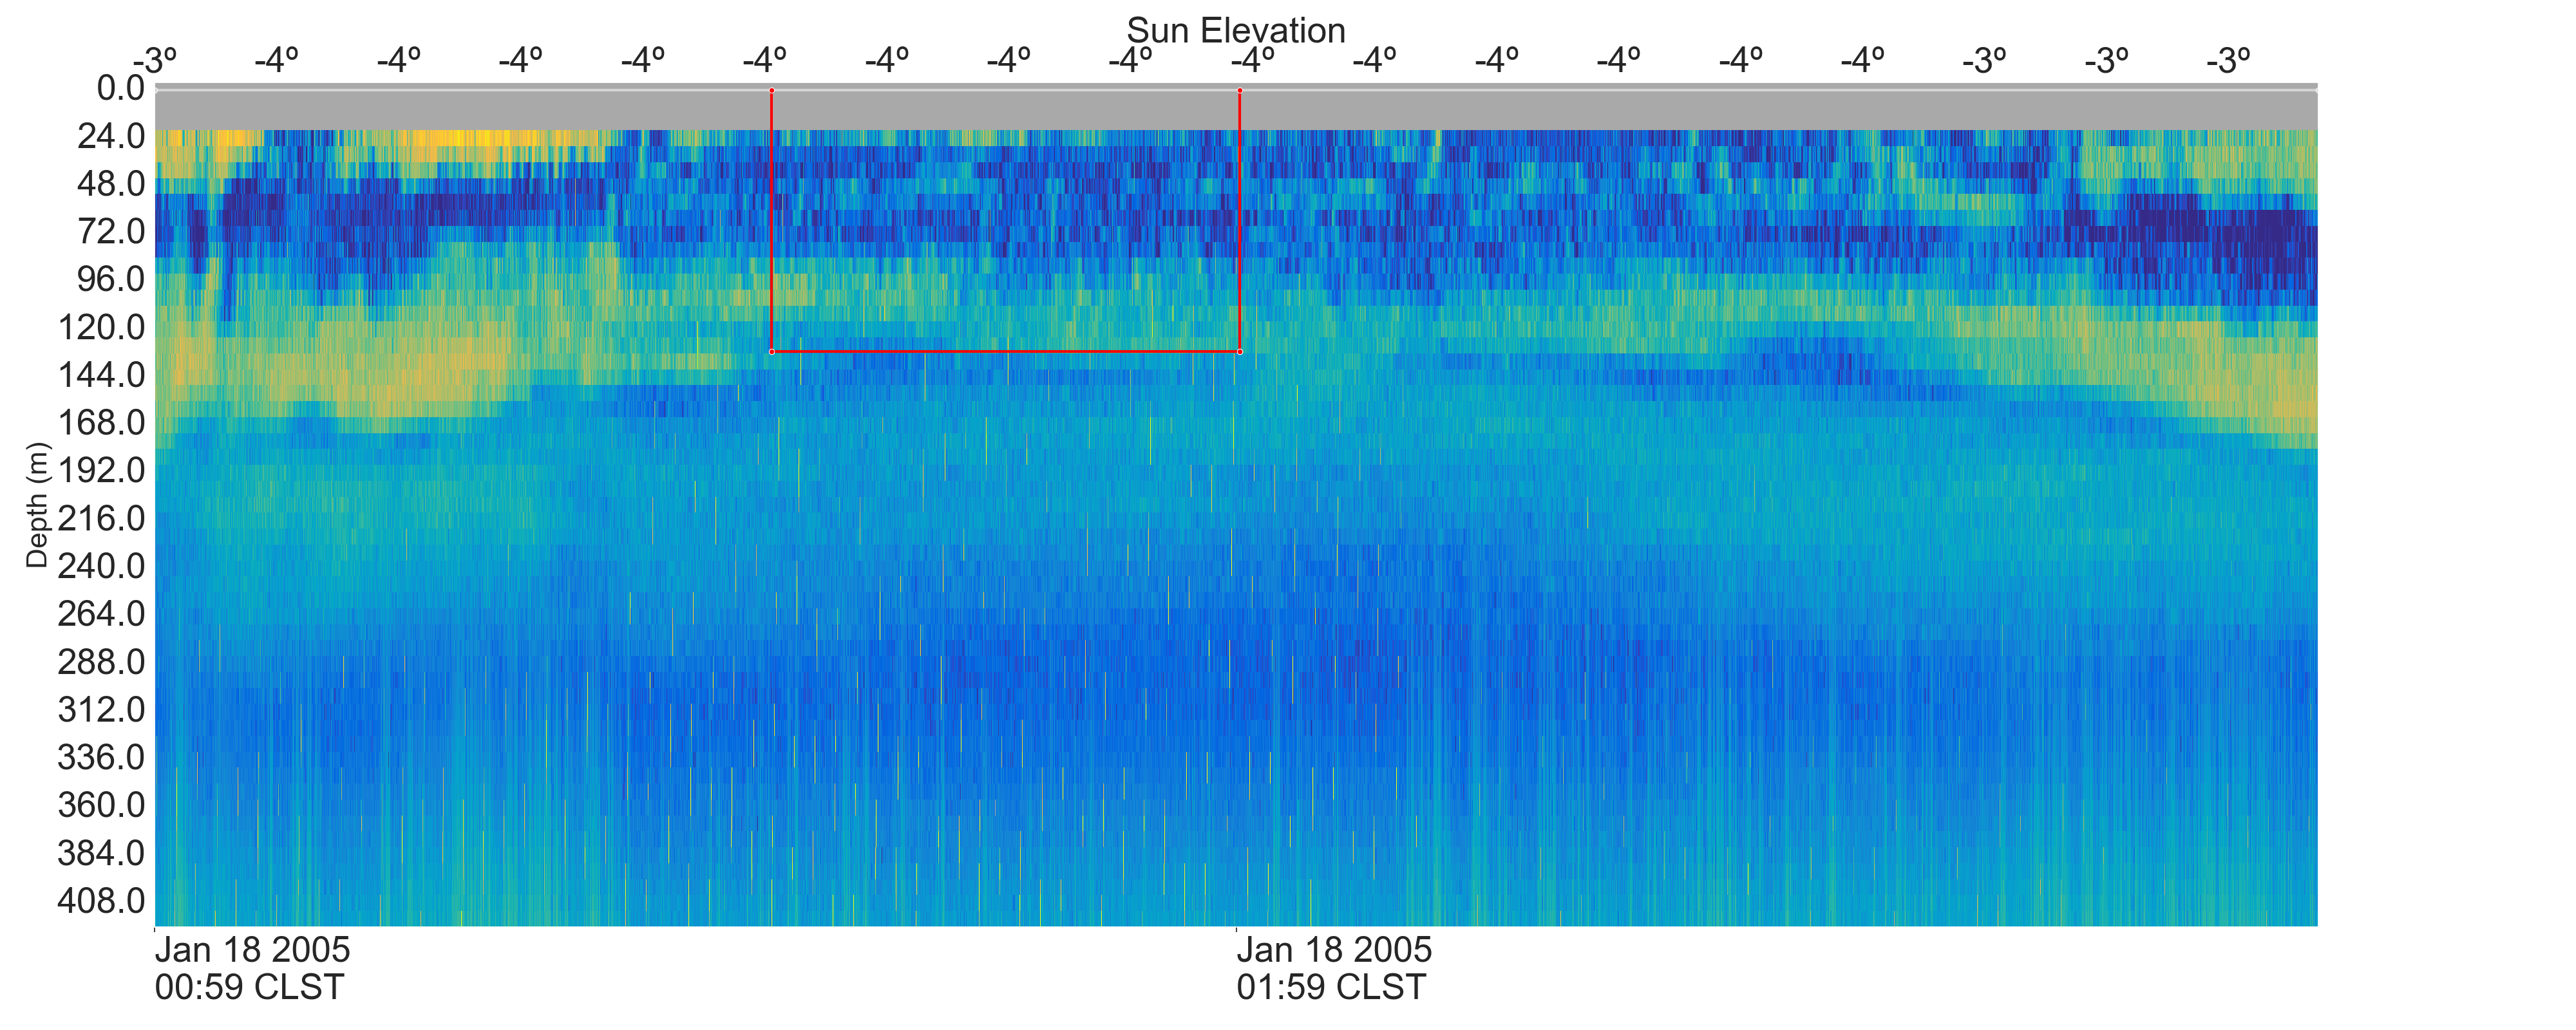 Sun Elevation
-3º -4º -4º -4º -4º -4º -4º -4º -4º -4º -4º -4º -4º -4º -4º -3º -3º -3º
0.0
24.0
48.0
72.0
96.0
120.0
144.0
168.0
192.0
216.0
240.0
264.0
288.0
312.0
336.0
360.0
384.0
408.0
Depth (m)
Jan 18 2005
00:59 CLST
Jan 18 2005
01:59 CLST